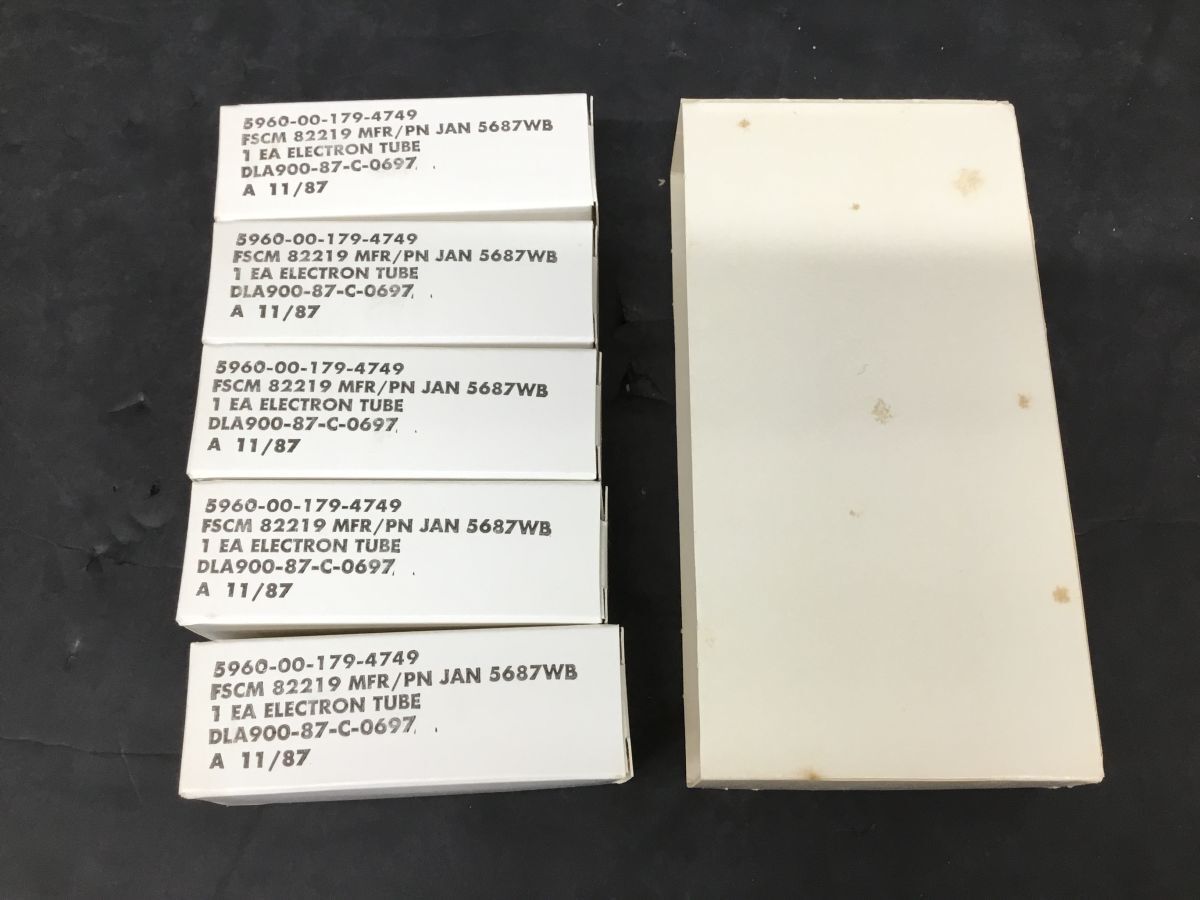 5960-00-179-4749
FSCM 82219 MFR/PN JAN 5687WB
1 EA ELECTRON TUBE
DLA900-87-C-0697
A 11/87
5960-00-179-4749
FSCM 82219 MFR/PN JAN 5687WB
1 EA ELECTRON TUBE
DLA900-87-C-0697
A 11/87
5960-00-179-4749
FSCM 82219 MFR/PN JAN 5687WB
1 EA ELECTRON TUBE
DLA900-87-C-0697
A 11/87
5960-00-179-4749
FSCM 82219 MFR/PN JAN 5687WB
1 EA ELECTRON TUBE
DLA900-87-C-0697
A 11/87
5960-00-179-4749
FSCM 82219 MFR/PN JAN 5687WB
1 EA ELECTRON TUBE
DLA900-87-C-0697
A 11/87